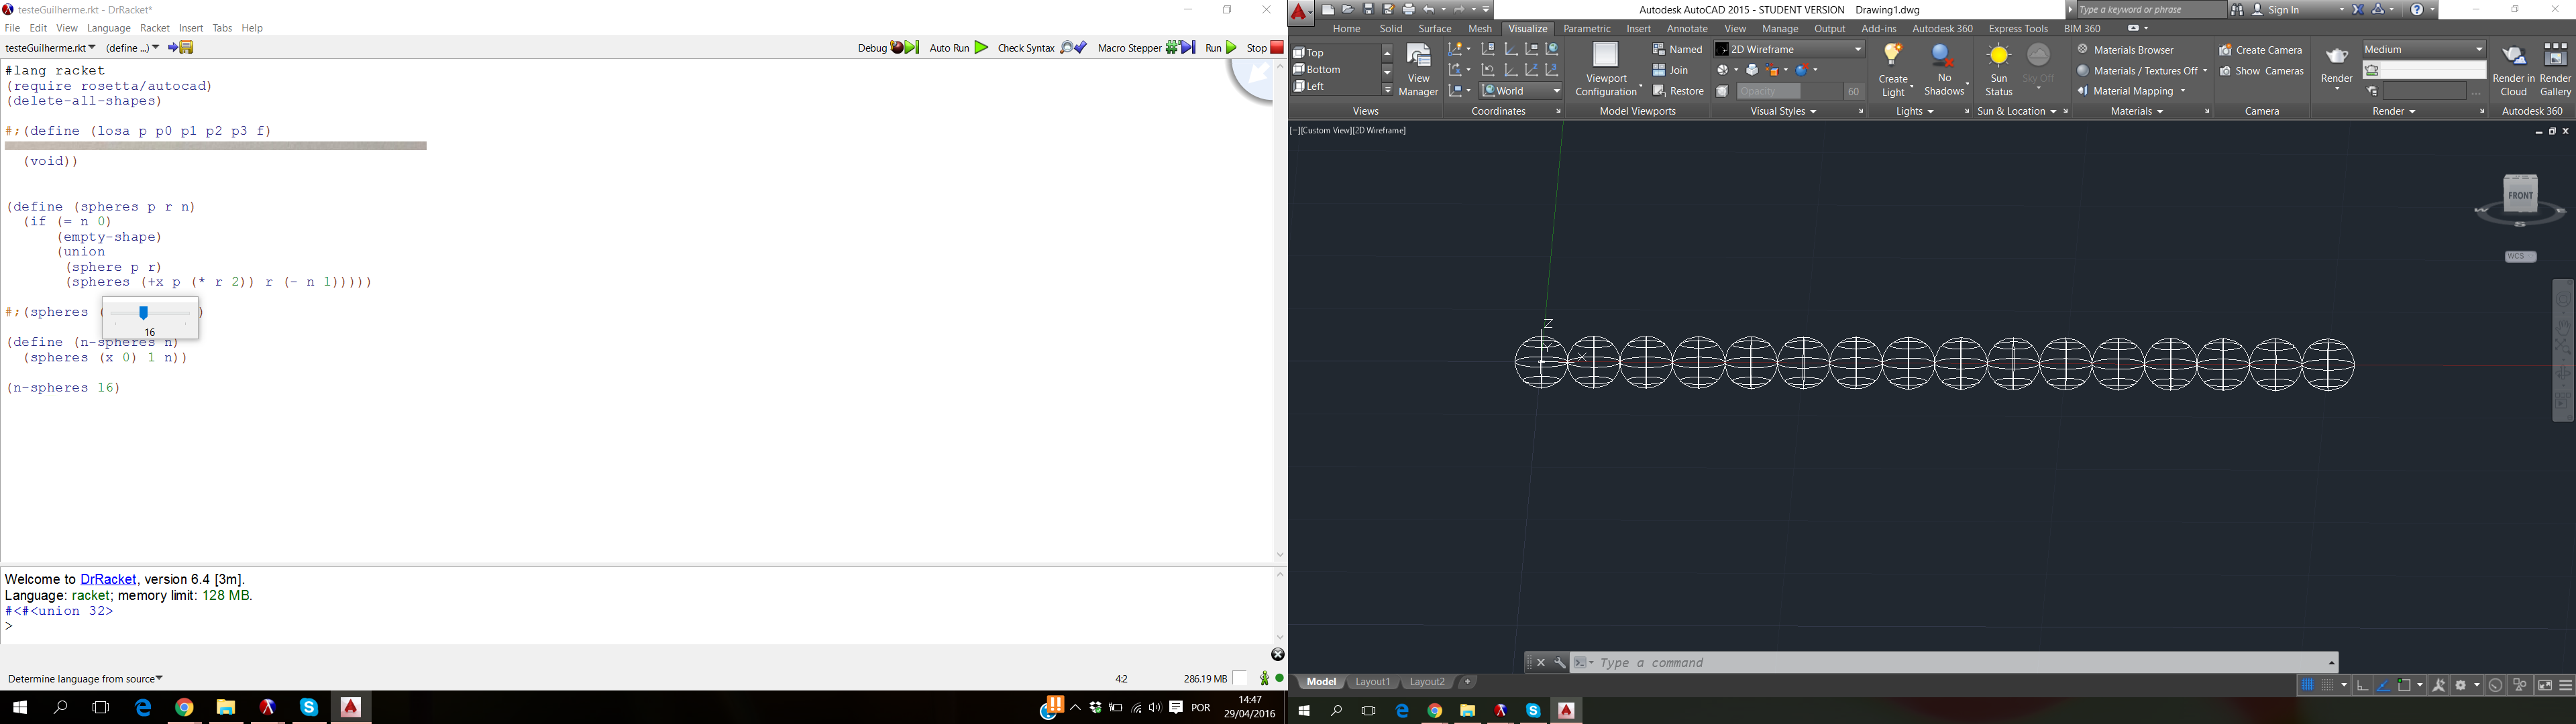 testeGuilherme.rkt - DrRacket*
File Edit View Language Racket Insert Tabs Help
testeGuilherme.rkt (define ...) Debug Auto Run Check Syntax Macro Stepper Run Stop
#lang racket
(require rosetta/autocad)
(delete-all-shapes)
#;(define (losa p p0 p1 p2 p3 f)
(void))
(define (spheres p r n)
(if (= n 0)
(empty-shape)
(union
(sphere p r)
(spheres (+x p (* r 2)) r (- n 1)))))
#;(spheres ( )
16
(define (n-spheres n)
(spheres (x 0) 1 n))
(n-spheres 16)
Welcome to DrRacket, version 6.4 [3m].
Language: racket; memory limit: 128 MB.
#<#<union 32>
>
Determine language from source 4:2 286.19 MB
POR 14:47
29/04/2016
Autodesk AutoCAD 2015 - STUDENT VERSION Drawing1.dwg Type a keyword or phrase Sign In
Home Solid Surface Mesh Visualize Parametric Insert Annotate View Manage Output Add-ins Autodesk 360 Express Tools BIM 360
Top
Bottom
Left
View
Manager
World
Viewport
Configuration
Named
Join
Restore
2D Wireframe
Opacity 60
Create
Light
No
Shadows
Sun
Status
Sky Off
Materials Browser
Materials / Textures Off
Material Mapping
Create Camera
Show Cameras
Render
Medium
Render in
Cloud
Render
Gallery
Views Coordinates Model Viewports Visual Styles Lights Sun & Location Materials Camera Render Autodesk 360
[−][Custom View][2D Wireframe]
FRONT
W S E
WCS
Z
Y
X
Type a command
Model Layout1 Layout2 +